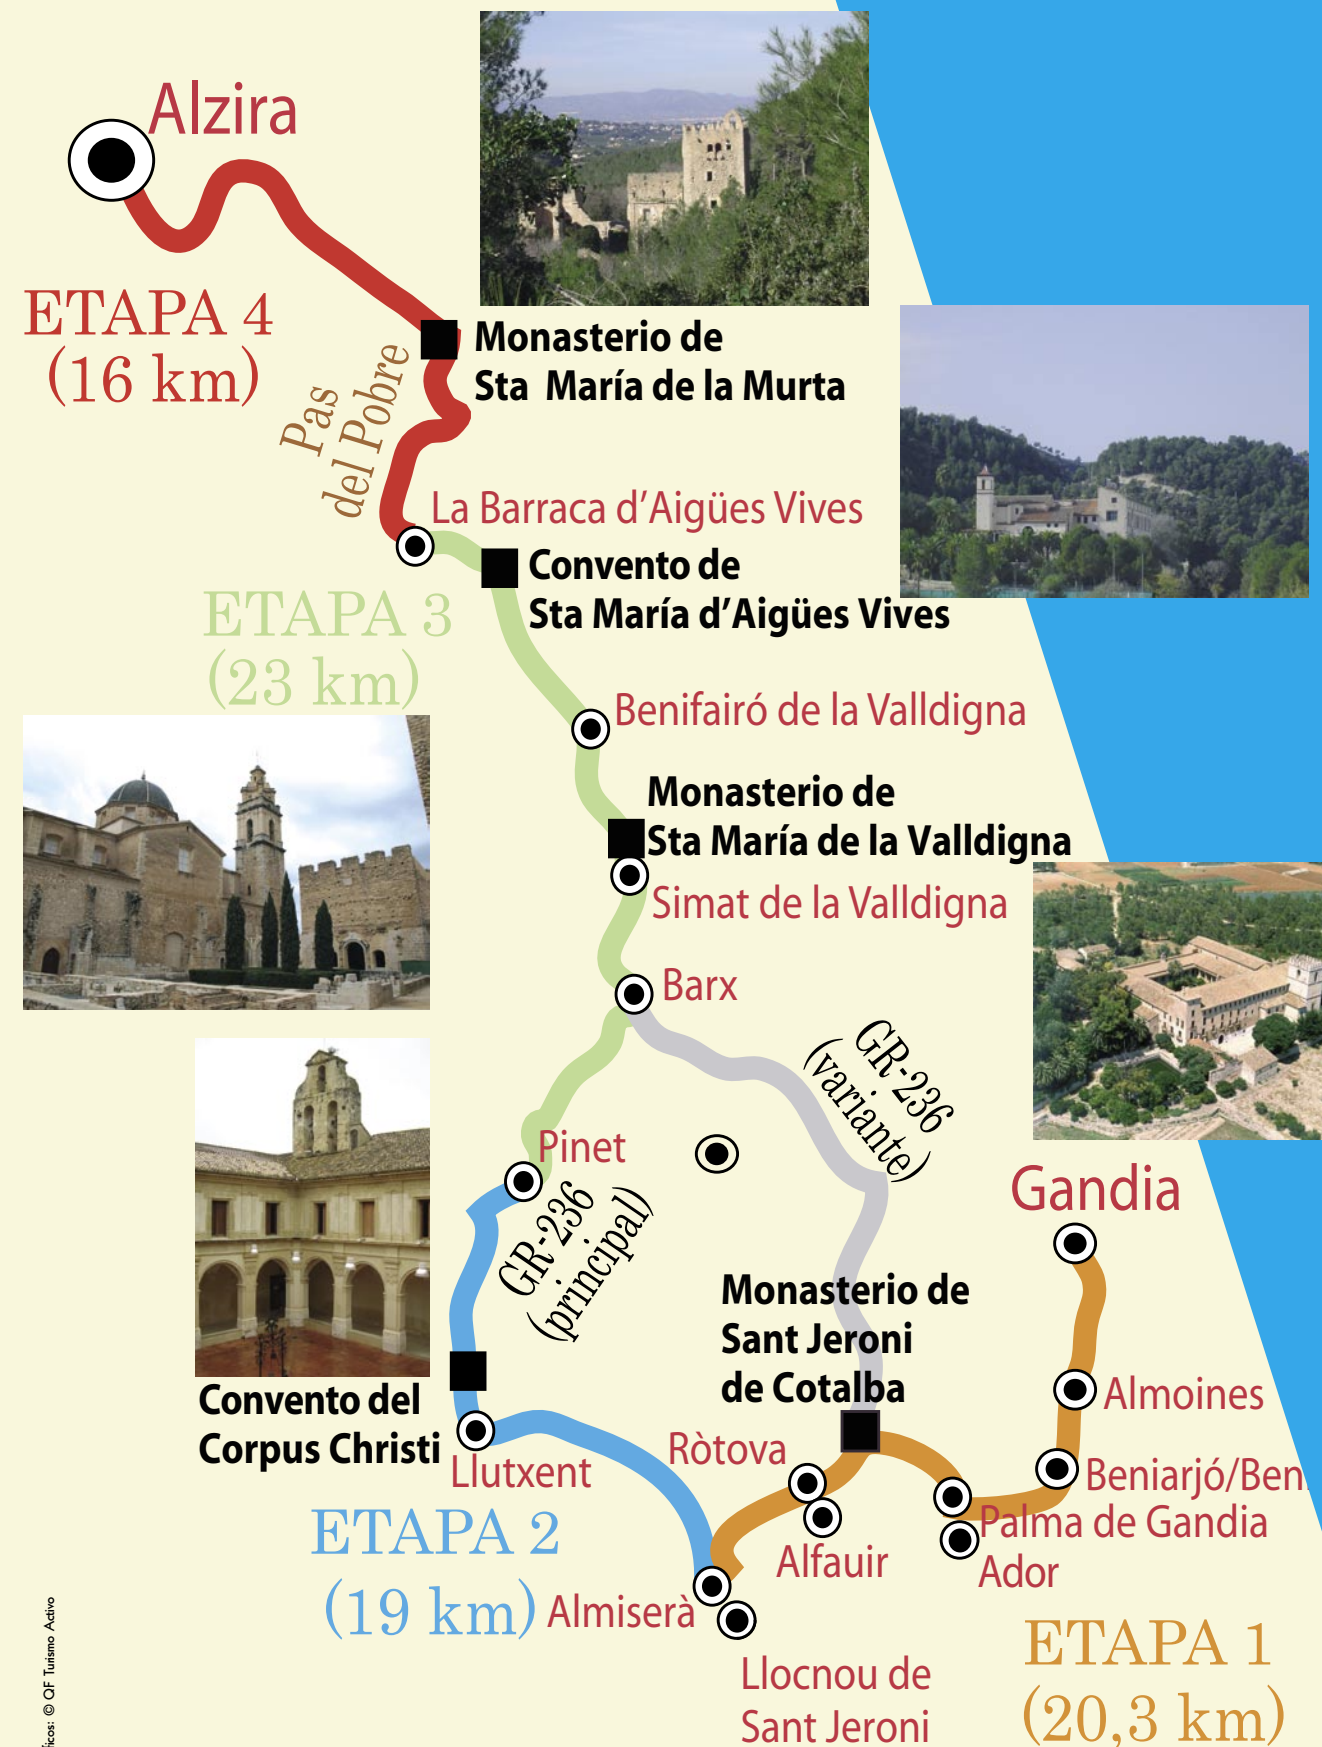 Alzira
ETAPA 4
(16 km)
Monasterio de
Sta María de la Murta
Pas
del Pobre
La Barraca d'Aigües Vives
Convento de
Sta María d'Aigües Vives
ETAPA 3
(23 km)
Benifairó de la Valldigna
Monasterio de
Sta María de la Valldigna
Simat de la Valldigna
Barx
GR-236
(variante)
Pinet
GR-236
(principal)
Gandia
Monasterio de
Sant Jeroni
de Cotalba
Convento del
Corpus Christi
Almoines
Llutxent
Ròtova
Beniarjó/Ben
Palma de Gandia
Ador
ETAPA 2
(19 km)
Alfauir
Almiserà
Llocnou de
Sant Jeroni
ETAPA 1
(20,3 km)
ficos: © QF Turismo Activo